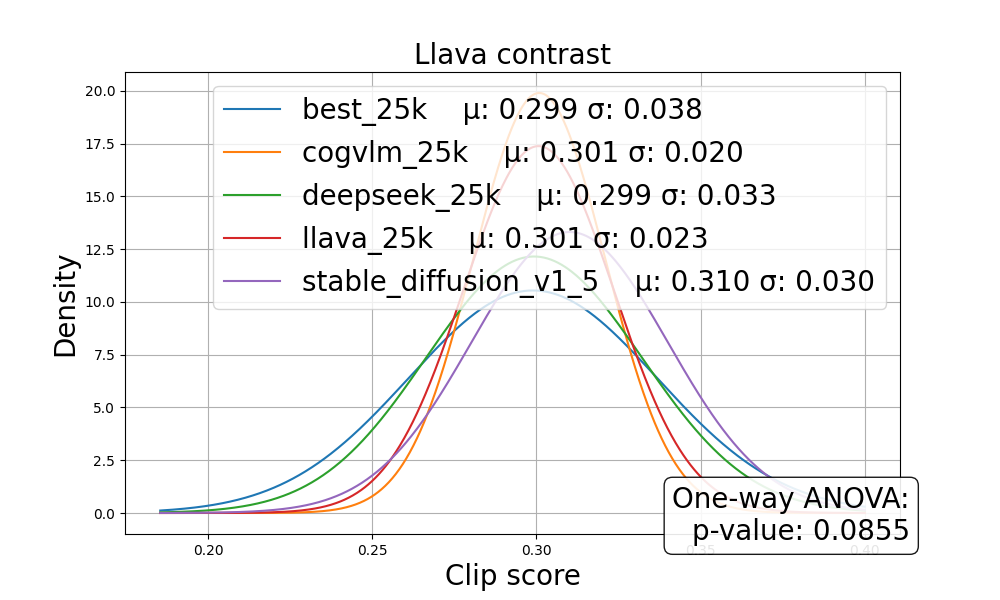 Llava contrast
20.0
17.5
15.0
12.5
10.0
7.5
5.0
2.5
0.0
Density
best_25k μ: 0.299 σ: 0.038
cogvlm_25k μ: 0.301 σ: 0.020
deepseek_25k μ: 0.299 σ: 0.033
llava_25k μ: 0.301 σ: 0.023
stable_diffusion_v1_5 μ: 0.310 σ: 0.030
One-way ANOVA:
p-value: 0.0855
0.20 0.25 0.30 0.35 0.40
Clip score